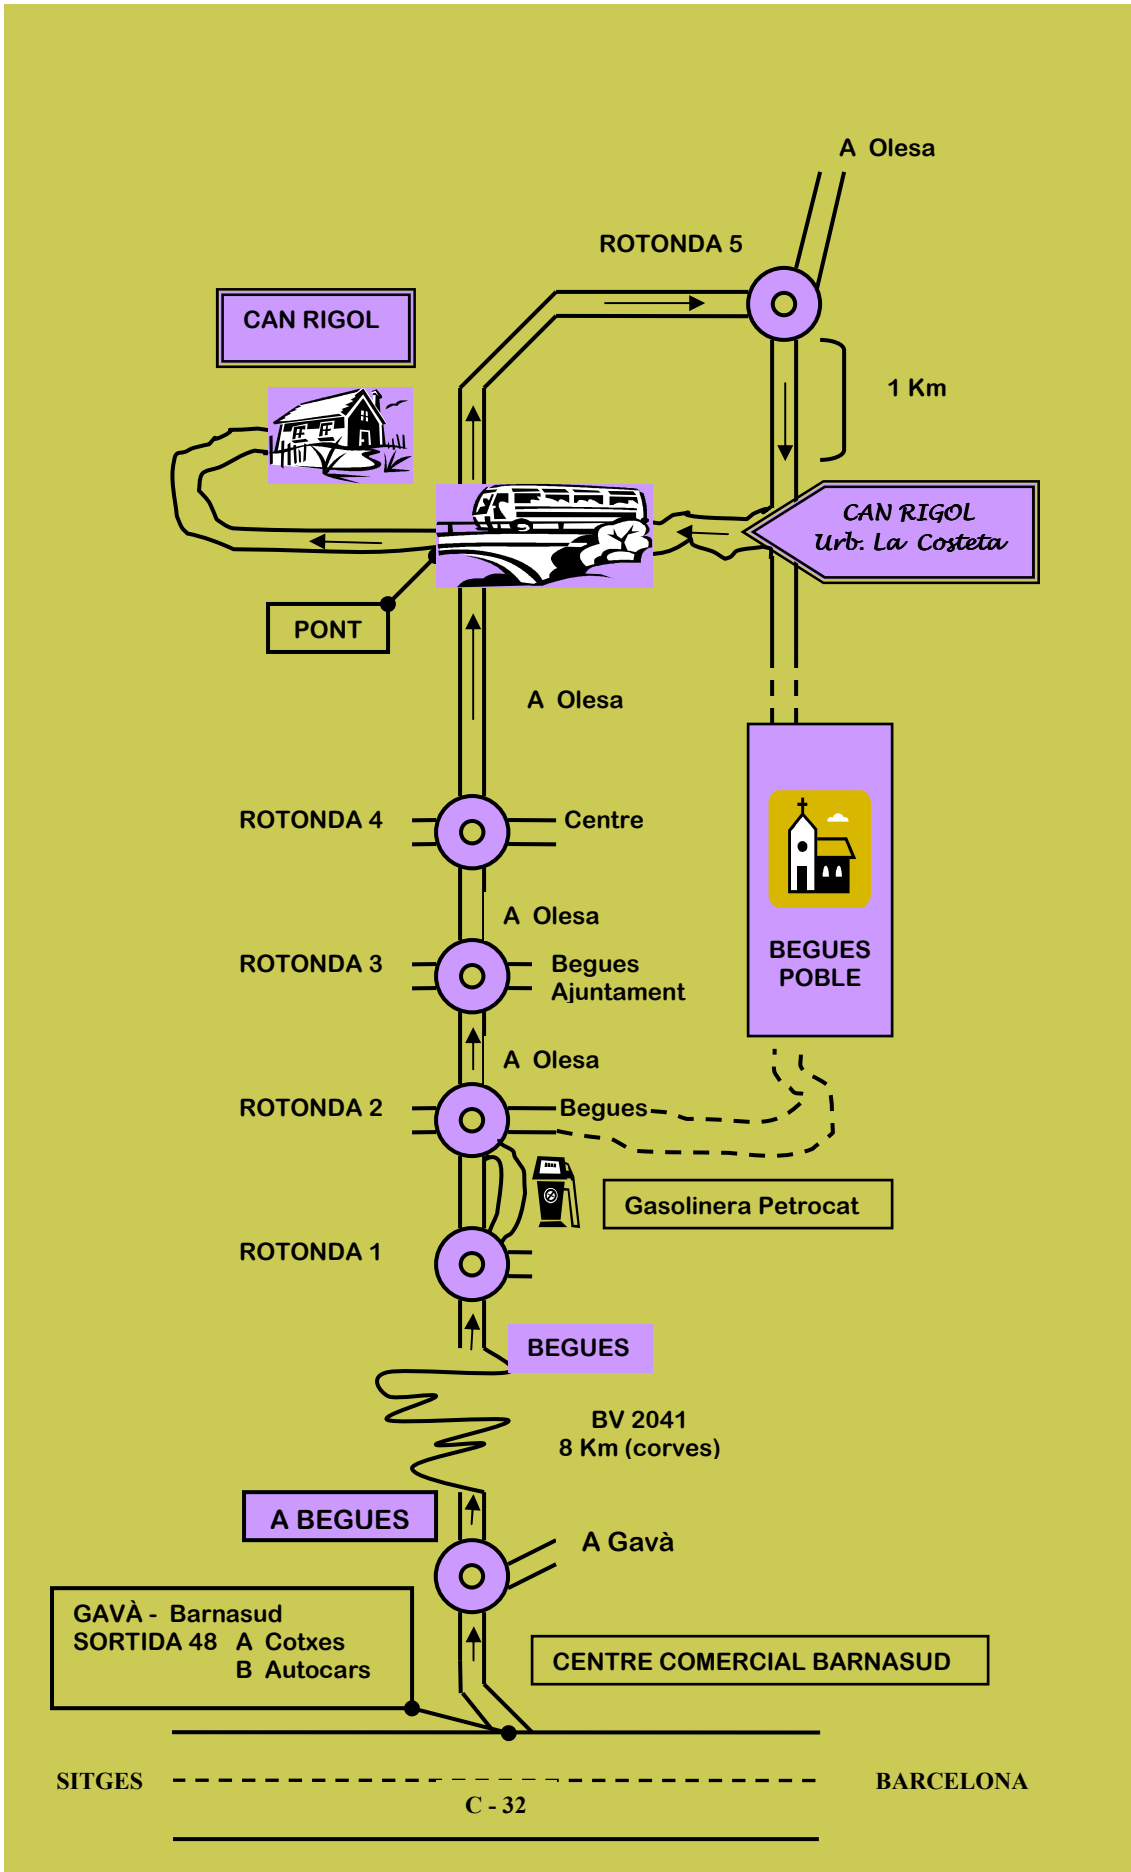 A Olesa
ROTONDA 5
CAN RIGOL
1 Km
CAN RIGOL
Urb. La Costeta
PONT
A Olesa
ROTONDA 4
Centre
A Olesa
ROTONDA 3
Begues
Ajuntament
BEGUES
POBLE
A Olesa
ROTONDA 2
Begues
Gasolinera Petrocat
ROTONDA 1
BEGUES
BV 2041
8 Km (corves)
A BEGUES
A Gavà
GAVÀ - Barnasud
SORTIDA 48 A Cotxes
B Autocars
CENTRE COMERCIAL BARNASUD
SITGES
BARCELONA
C - 32